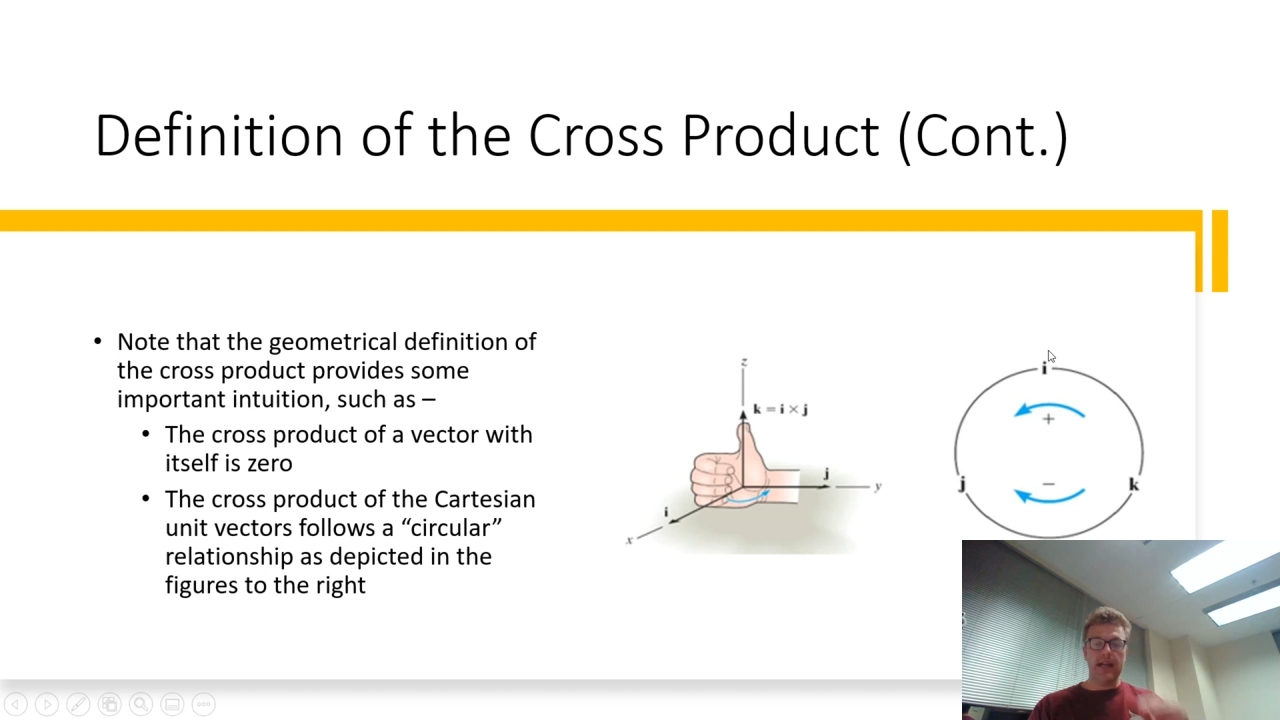 Definition of the Cross Product (Cont.)
• Note that the geometrical definition of
the cross product provides some
important intuition, such as –
• The cross product of a vector with
itself is zero
• The cross product of the Cartesian
unit vectors follows a “circular”
relationship as depicted in the
figures to the right
z
k = i × j
j
y
i
x
i
+
j
−
k